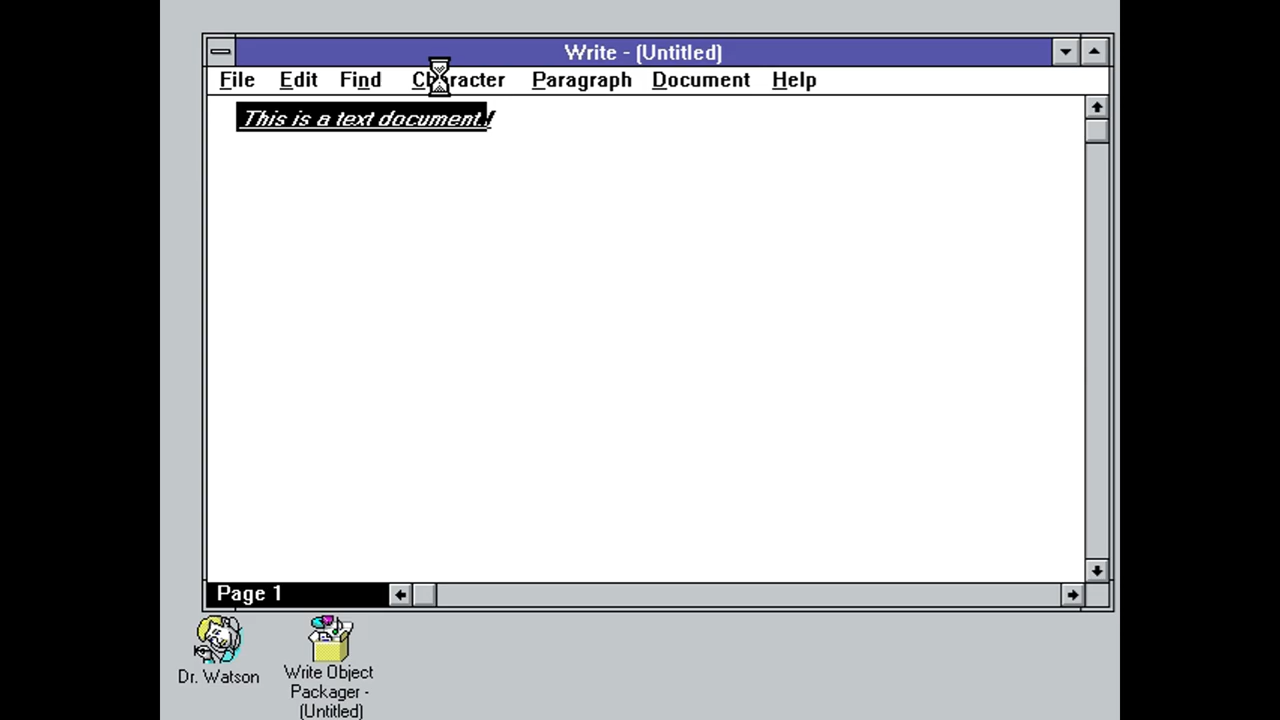 Write - (Untitled)
File Edit Find Character Paragraph Document Help
This is a text document.!
Page 1
Dr. Watson
Write Object
Packager -
(Untitled)